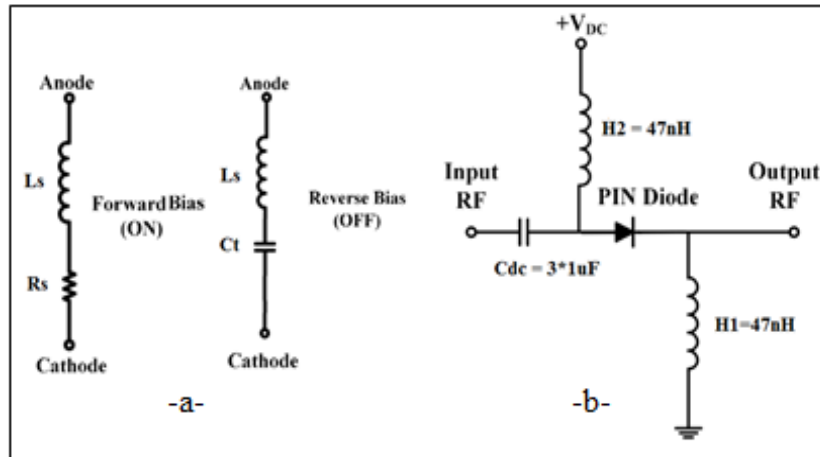 Anode
Ls
Forward Bias
(ON)
Rs
Cathode
-a-
Anode
Ls
Reverse Bias
(OFF)
Ct
Cathode
+VDC
H2 = 47nH
Input
RF
PIN Diode
Output
RF
Cdc = 3*1uF
H1=47nH
-b-